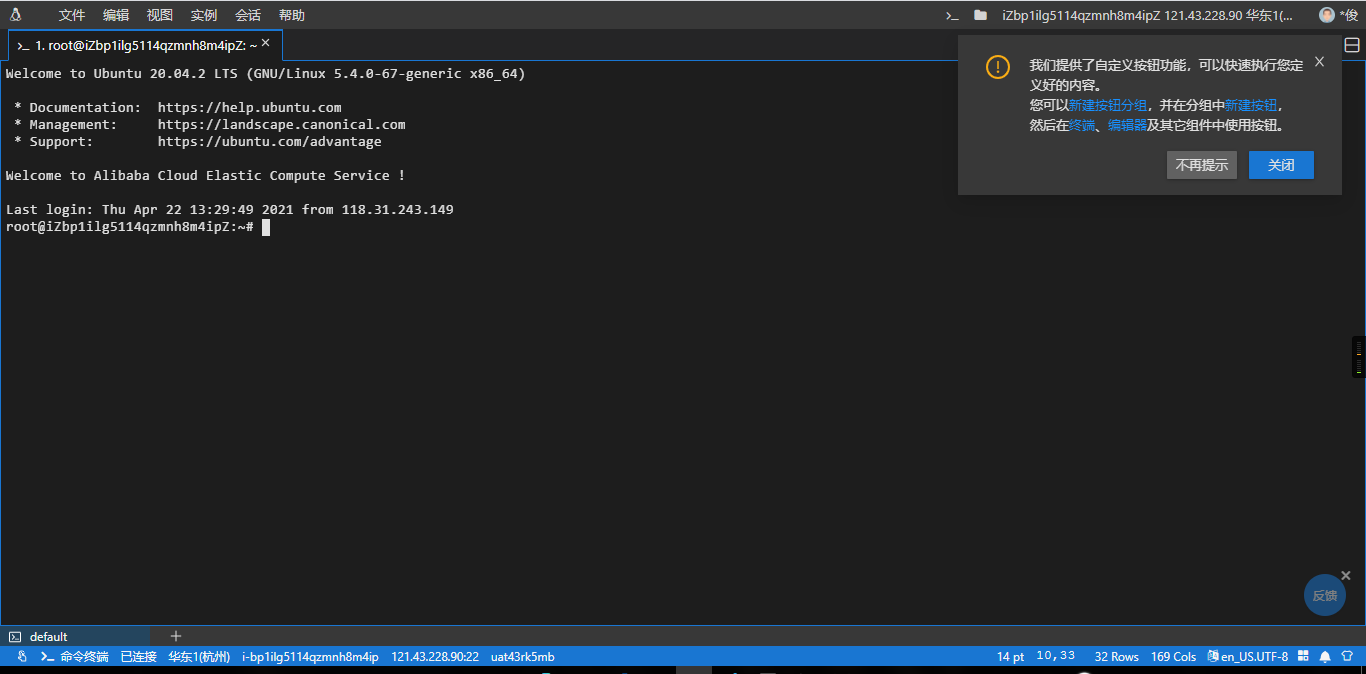 文件 编辑 视图 实例 会话 帮助 >_ iZbp1ilg5114qzmnh8m4ipZ 121.43.228.90 华东1(... *俊
>_ 1. root@iZbp1ilg5114qzmnh8m4ipZ: ~ ×
Welcome to Ubuntu 20.04.2 LTS (GNU/Linux 5.4.0-67-generic x86_64)
* Documentation: https://help.ubuntu.com
* Management: https://landscape.canonical.com
* Support: https://ubuntu.com/advantage
Welcome to Alibaba Cloud Elastic Compute Service !
Last login: Thu Apr 22 13:29:49 2021 from 118.31.243.149
root@iZbp1ilg5114qzmnh8m4ipZ:~#
我们提供了自定义按钮功能，可以快速执行您定
义好的内容。
您可以新建按钮分组，并在分组中新建按钮，
然后在终端、编辑器及其它组件中使用按钮。
不再提示 关闭
反馈
default +
命令终端 已连接 华东1(杭州) i-bp1ilg5114qzmnh8m4ip 121.43.228.90:22 uat43rk5mb 14 pt 10,33 32 Rows 169 Cols en_US.UTF-8